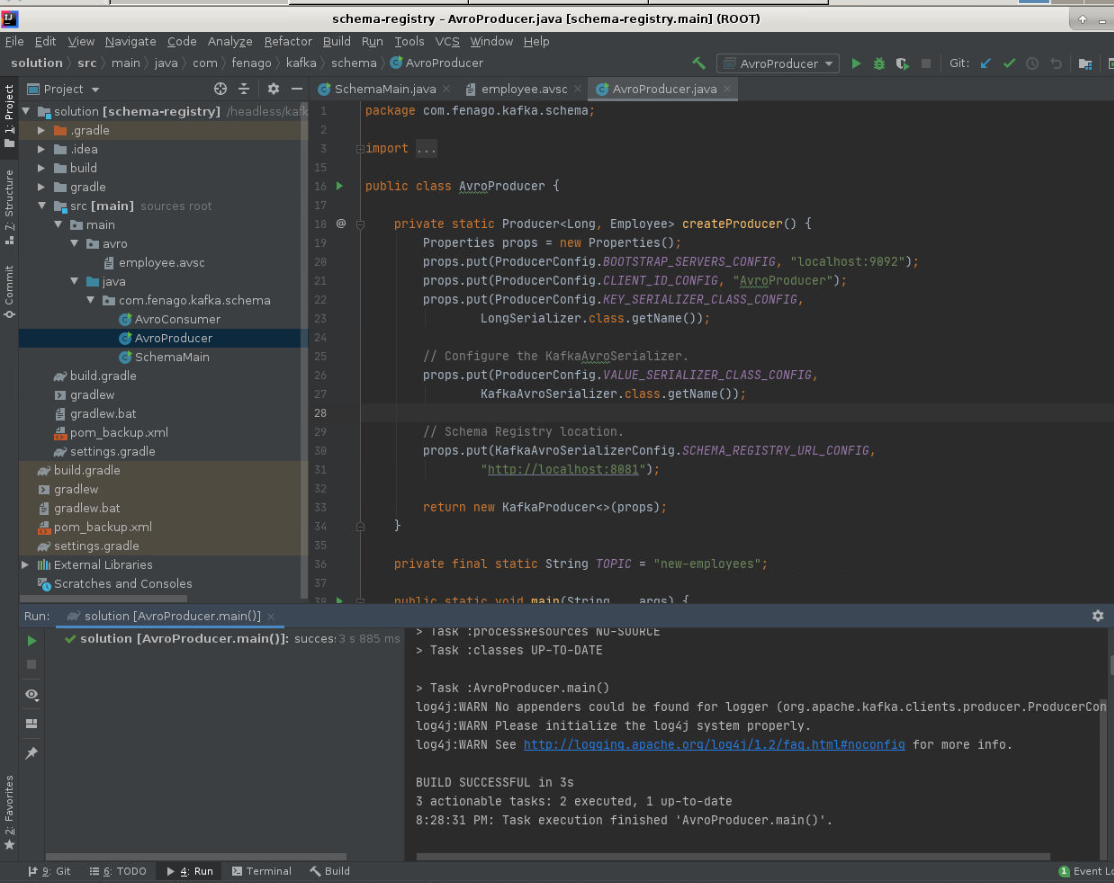 schema-registry – AvroProducer.java [schema-registry.main] (ROOT)
File Edit View Navigate Code Analyze Refactor Build Run Tools VCS Window Help
solution src main java com fenago kafka schema AvroProducer
AvroProducer
Git:
1: Project
Z: Structure
Commit
2: Favorites
Project
solution [schema-registry] /headless/kafk
.gradle
.idea
build
gradle
src [main] sources root
main
avro
employee.avsc
java
com.fenago.kafka.schema
AvroConsumer
AvroProducer
SchemaMain
build.gradle
gradlew
gradlew.bat
pom_backup.xml
settings.gradle
build.gradle
gradlew
gradlew.bat
pom_backup.xml
settings.gradle
External Libraries
Scratches and Consoles
SchemaMain.java employee.avsc AvroProducer.java
1 package com.fenago.kafka.schema;
2
3 import ...
15
16 public class AvroProducer {
17
18 @ private static Producer<Long, Employee> createProducer() {
19 Properties props = new Properties();
20 props.put(ProducerConfig.BOOTSTRAP_SERVERS_CONFIG, "localhost:9092");
21 props.put(ProducerConfig.CLIENT_ID_CONFIG, "AvroProducer");
22 props.put(ProducerConfig.KEY_SERIALIZER_CLASS_CONFIG,
23 LongSerializer.class.getName());
24
25 // Configure the KafkaAvroSerializer.
26 props.put(ProducerConfig.VALUE_SERIALIZER_CLASS_CONFIG,
27 KafkaAvroSerializer.class.getName());
28
29 // Schema Registry location.
30 props.put(KafkaAvroSerializerConfig.SCHEMA_REGISTRY_URL_CONFIG,
31 "http://localhost:8081");
32
33 return new KafkaProducer<>(props);
34 }
35
36 private final static String TOPIC = "new-employees";
37
38 public static void main(String... args) {
Run: solution [AvroProducer.main()]
solution [AvroProducer.main()]: succes: 3 s 885 ms
> Task :processResources NO-SOURCE
> Task :classes UP-TO-DATE
> Task :AvroProducer.main()
log4j:WARN No appenders could be found for logger (org.apache.kafka.clients.producer.ProducerCon
log4j:WARN Please initialize the log4j system properly.
log4j:WARN See http://logging.apache.org/log4j/1.2/faq.html#noconfig for more info.
BUILD SUCCESSFUL in 3s
3 actionable tasks: 2 executed, 1 up-to-date
8:28:31 PM: Task execution finished 'AvroProducer.main()'.
9: Git 6: TODO 4: Run Terminal Build 1 Event Lo